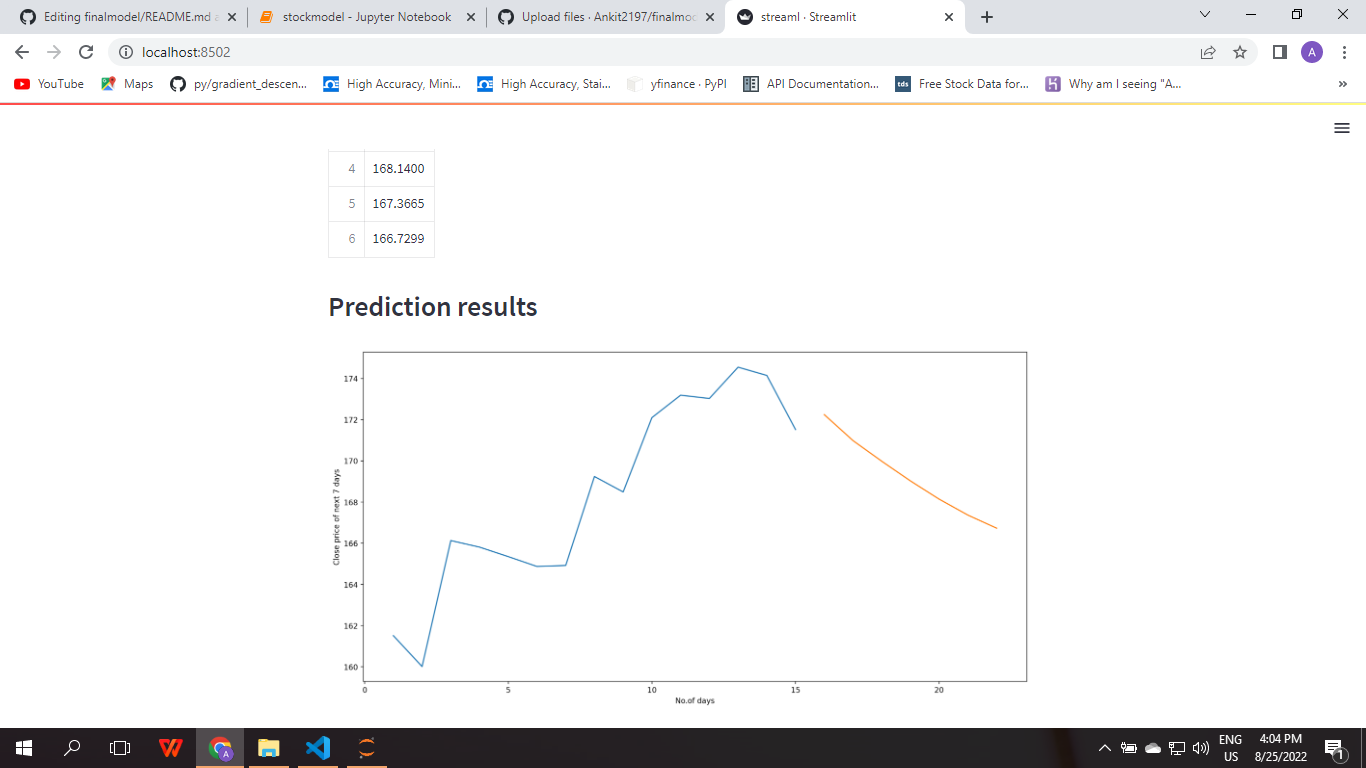 Editing finalmodel/README.md a
stockmodel - Jupyter Notebook
Upload files · Ankit2197/finalmod
streaml · Streamlit
localhost:8502
A
YouTube
Maps
py/gradient_descen...
High Accuracy, Mini...
High Accuracy, Stai...
yfinance · PyPI
API Documentation...
tds
Free Stock Data for...
Why am I seeing "A...
»
4 168.1400
5 167.3665
6 166.7299
Prediction results
174
172
170
168
166
164
162
160
Close price of next 7 days
0 5 10 15 20
No.of days
A
ENG
US
4:04 PM
8/25/2022
1